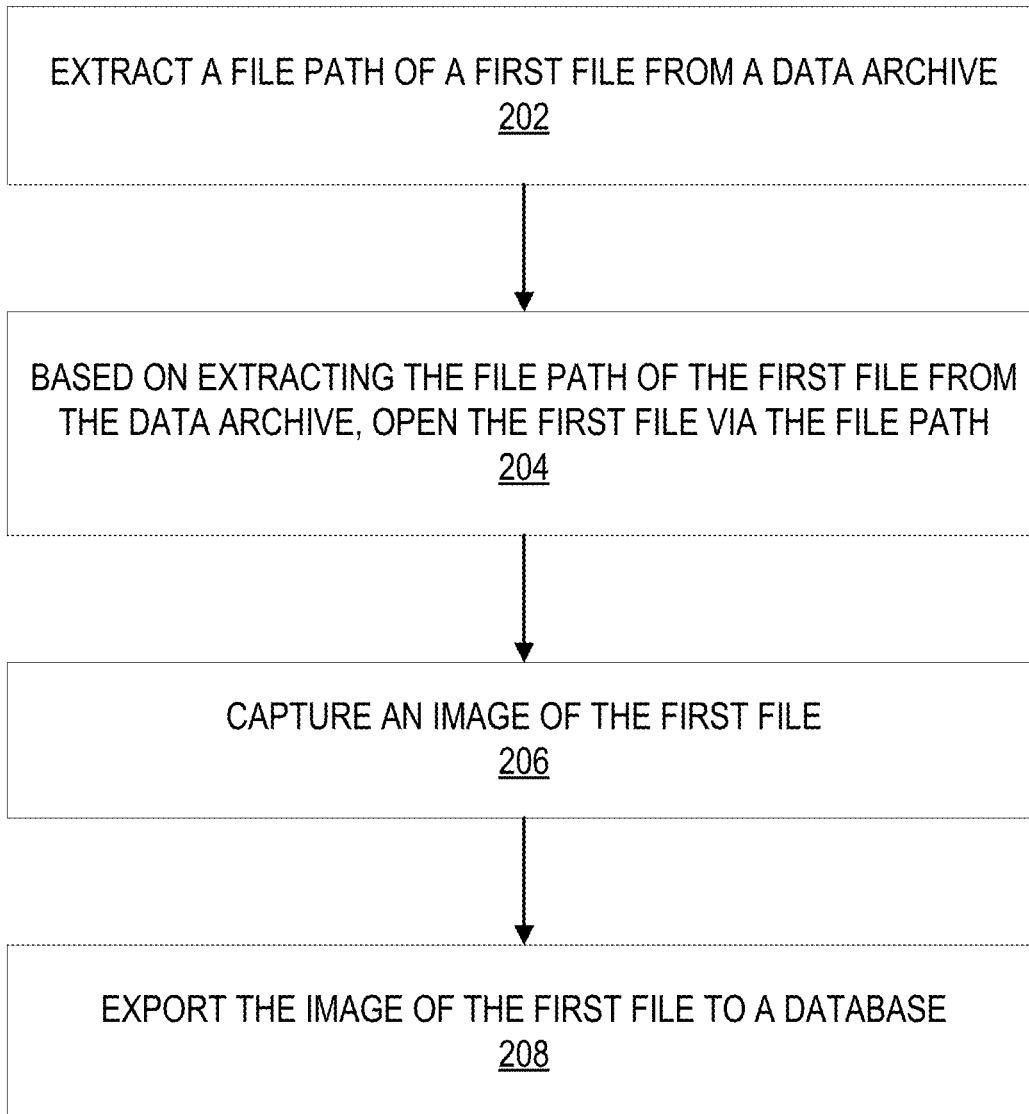 EXTRACT A FILE PATH OF A FIRST FILE FROM A DATA ARCHIVE
202
BASED ON EXTRACTING THE FILE PATH OF THE FIRST FILE FROM
THE DATA ARCHIVE, OPEN THE FIRST FILE VIA THE FILE PATH
204
CAPTURE AN IMAGE OF THE FIRST FILE
206
EXPORT THE IMAGE OF THE FIRST FILE TO A DATABASE
208